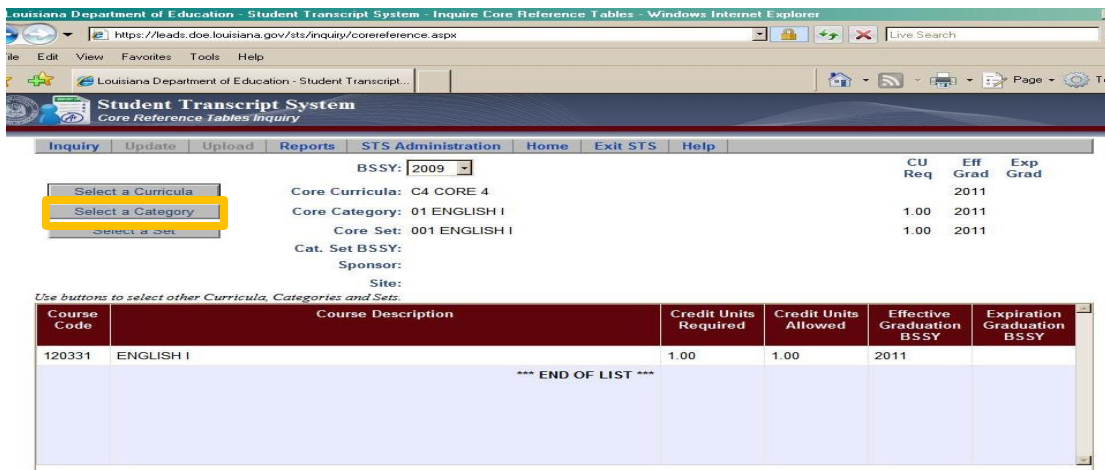 Louisiana Department of Education - Student Transcript System - Inquire Core Reference Tables - Windows Internet Explorer
https://leads.doe.louisiana.gov/sts/inquiry/corereference.aspx Live Search
File Edit View Favorites Tools Help
Louisiana Department of Education - Student Transcript... Page
Student Transcript System
Core Reference Tables Inquiry
Inquiry Update Upload Reports STS Administration Home Exit STS Help
BSSY: 2009 CU Req Eff Grad Exp Grad
Select a Curricula Core Curricula: C4 CORE 4 2011
Select a Category Core Category: 01 ENGLISH I 1.00 2011
Select a Set Core Set: 001 ENGLISH I 1.00 2011
Cat. Set BSSY:
Sponsor:
Site:
Use buttons to select other Curricula, Categories and Sets.
Course Code Course Description Credit Units Required Credit Units Allowed Effective Graduation BSSY Expiration Graduation BSSY
120331 ENGLISH I 1.00 1.00 2011
*** END OF LIST ***